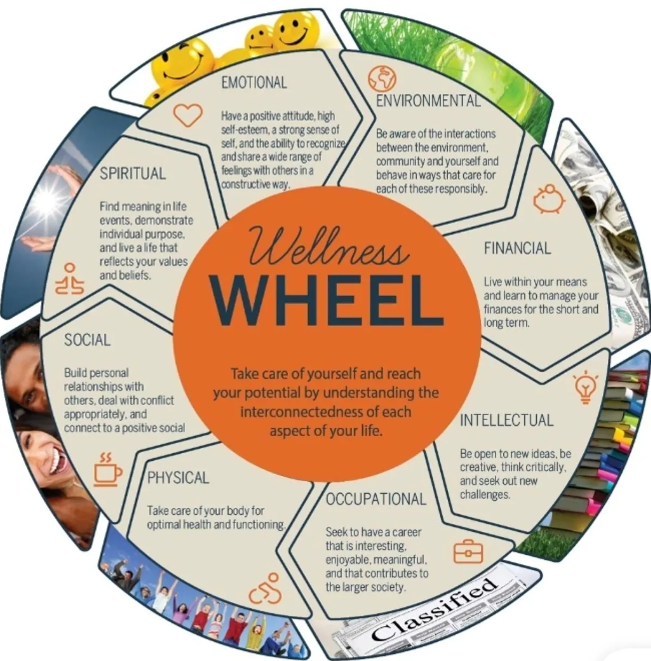 Wellness
WHEEL
Take care of yourself and reach
your potential by understanding the
interconnectedness of each
aspect of your life.
EMOTIONAL
Have a positive attitude, high
self-esteem, a strong sense of
self, and the ability to recognize
and share a wide range of
feelings with others in a
constructive way.
ENVIRONMENTAL
Be aware of the interactions
between the environment,
community and yourself and
behave in ways that care for
each of these responsibly.
FINANCIAL
Live within your means
and learn to manage your
finances for the short and
long term.
INTELLECTUAL
Be open to new ideas, be
creative, think critically,
and seek out new
challenges.
OCCUPATIONAL
Seek to have a career
that is interesting,
enjoyable, meaningful,
and that contributes to
the larger society.
Classified
PHYSICAL
Take care of your body for
optimal health and functioning.
SOCIAL
Build personal
relationships with
others, deal with conflict
appropriately, and
connect to a positive social
SPIRITUAL
Find meaning in life
events, demonstrate
individual purpose,
and live a life that
reflects your values
and beliefs.